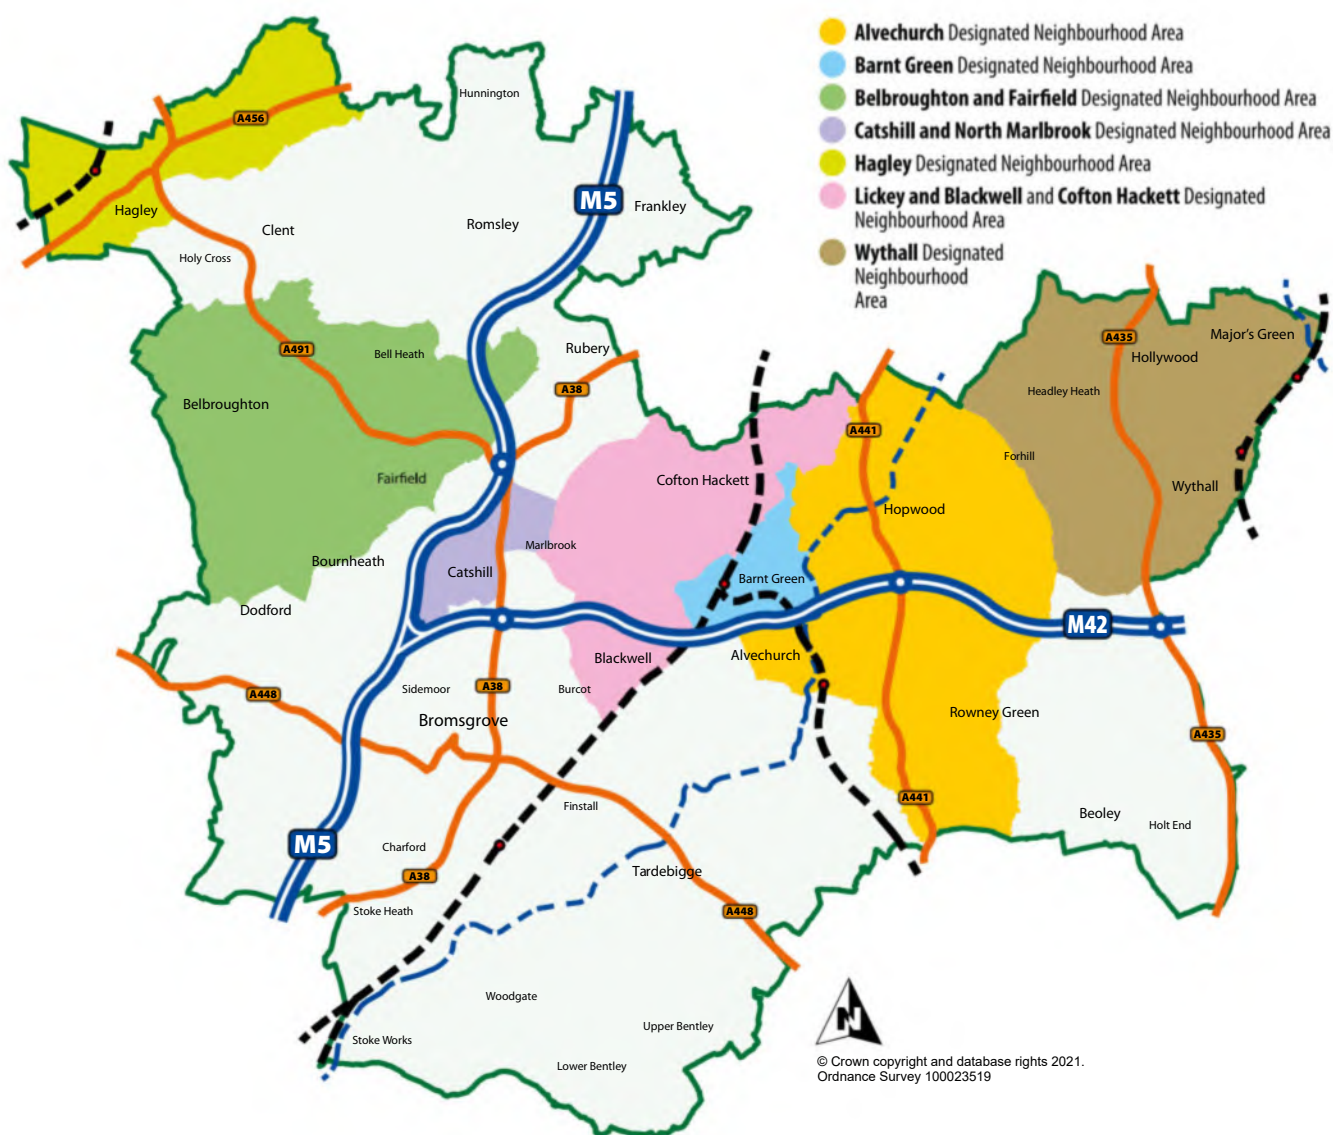 Alvechurch Designated Neighbourhood Area
Barnt Green Designated Neighbourhood Area
Belbroughton and Fairfield Designated Neighbourhood Area
Catshill and North Marlbrook Designated Neighbourhood Area
Hagley Designated Neighbourhood Area
Lickey and Blackwell and Cofton Hackett Designated
Neighbourhood Area
Wythall Designated
Neighbourhood
Area
Hunnington
A456
M5
Frankley
Hagley
Clent
Romsley
Holy Cross
A491
Bell Heath
Rubery
A38
Belbroughton
Fairfield
A435
Major's Green
Hollywood
Headley Heath
A441
Forhill
Cofton Hackett
Wythall
Hopwood
Marlbrook
Bournheath
Catshill
Barnt Green
Dodford
M42
Blackwell
Alvechurch
A448
Sidemoor
A38
Burcot
Bromsgrove
Rowney Green
A435
A441
Finstall
Beoley
Holt End
M5
Charford
A38
Tardebigge
Stoke Heath
A448
Woodgate
Upper Bentley
Stoke Works
Lower Bentley
N
© Crown copyright and database rights 2021.
Ordnance Survey 100023519